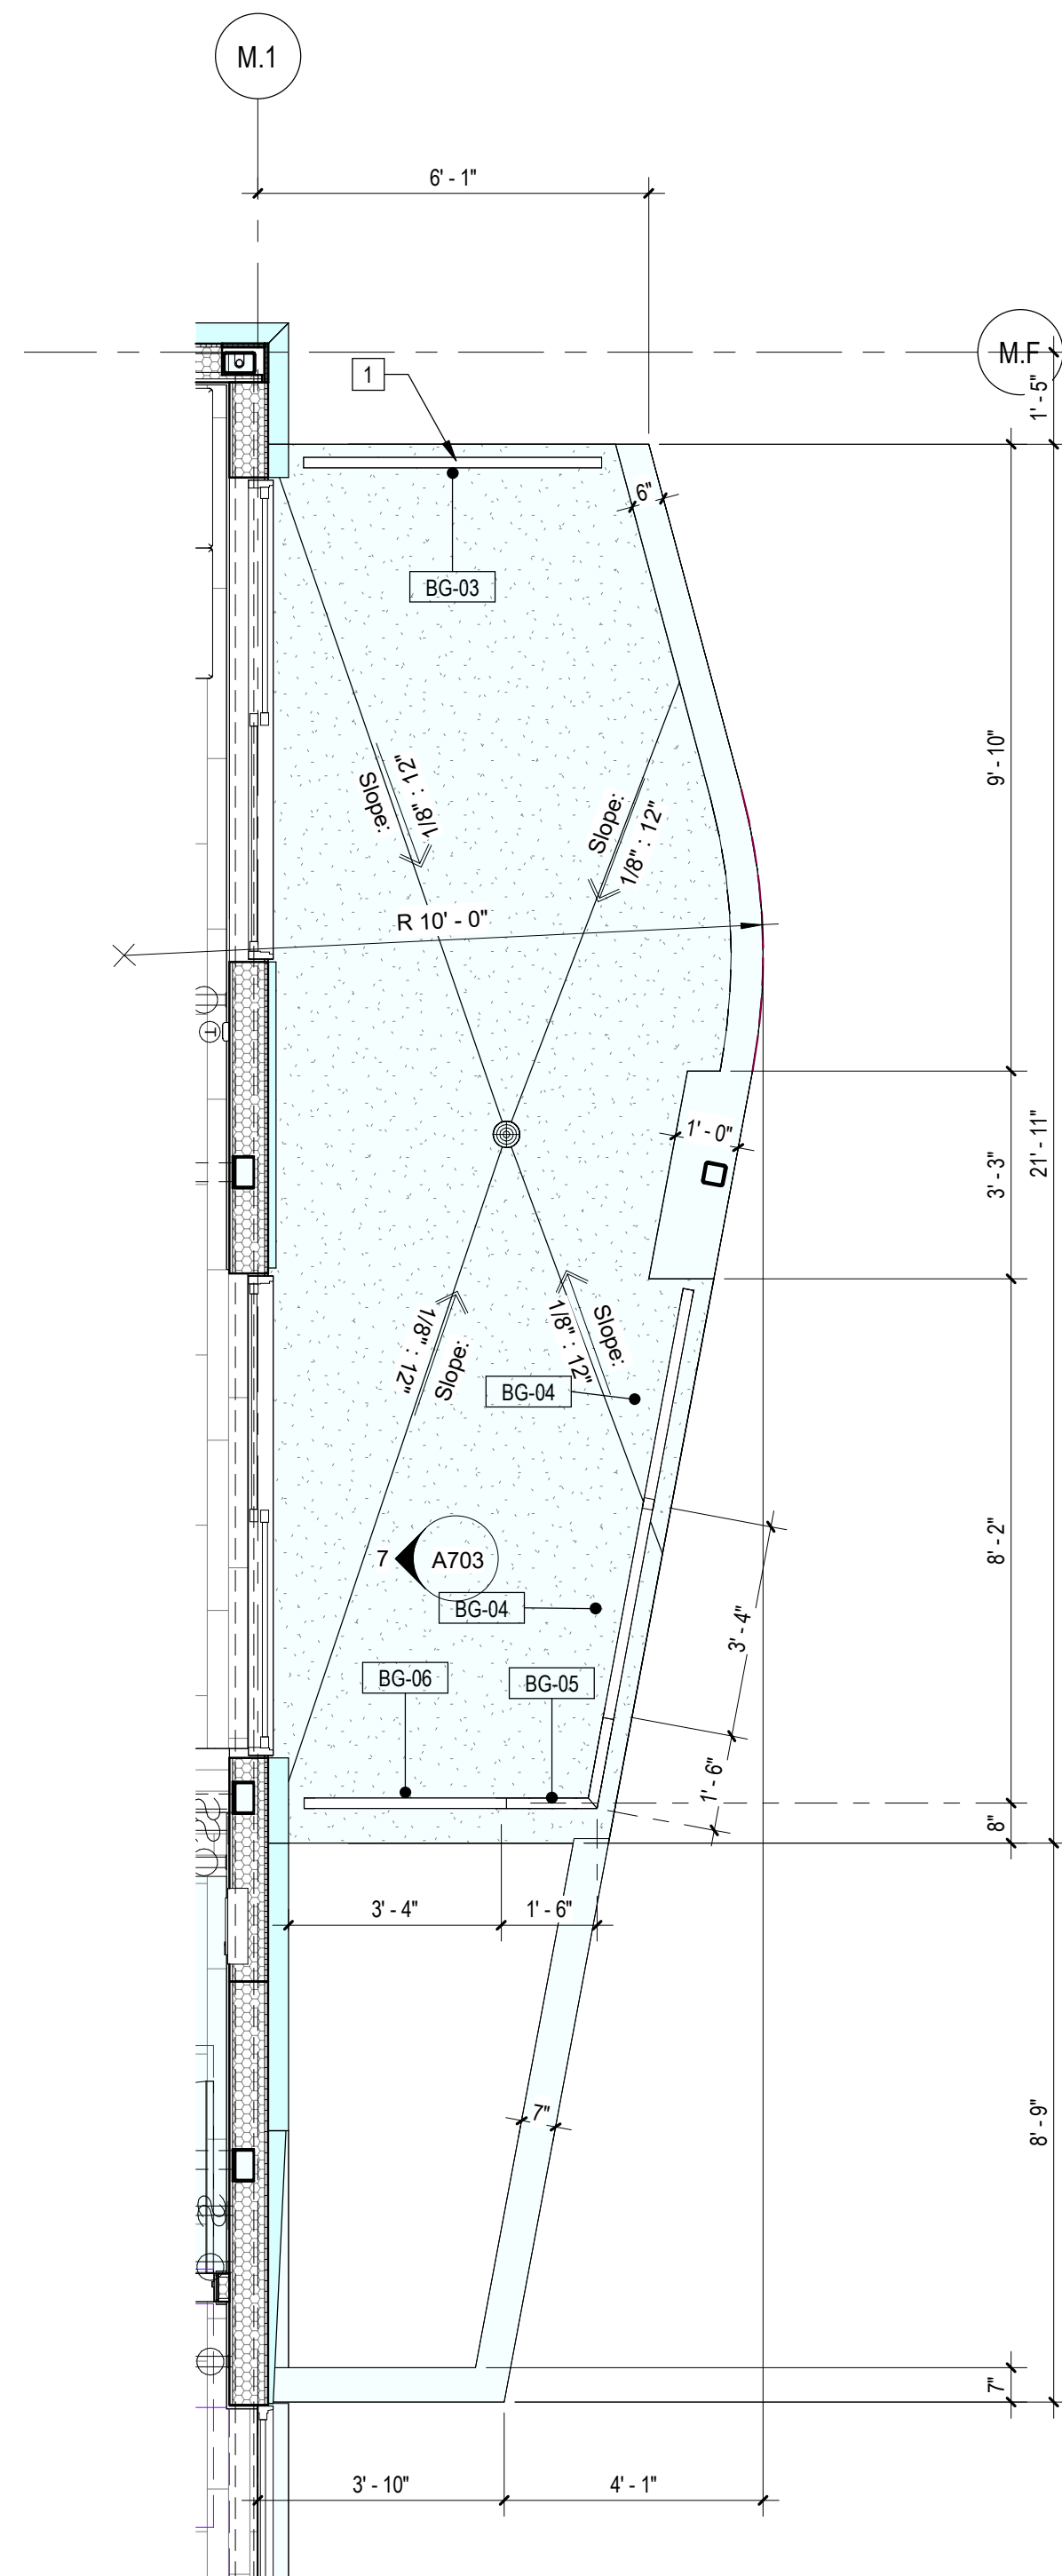 M.1
6' - 1"
M.F
1' - 5"
1
6"
BG-03
9' - 10"
Slope:
1/8" : 12"
Slope:
1/8" : 12"
R 10' - 0"
1' - 0"
3' - 3"
21' - 11"
1/8" : 12"
Slope:
1/8" : 12"
Slope:
BG-04
7
A703
8' - 2"
BG-04
3' - 4"
BG-06
BG-05
1' - 6"
8"
3' - 4"
1' - 6"
7"
8' - 9"
7"
3' - 10"
4' - 1"